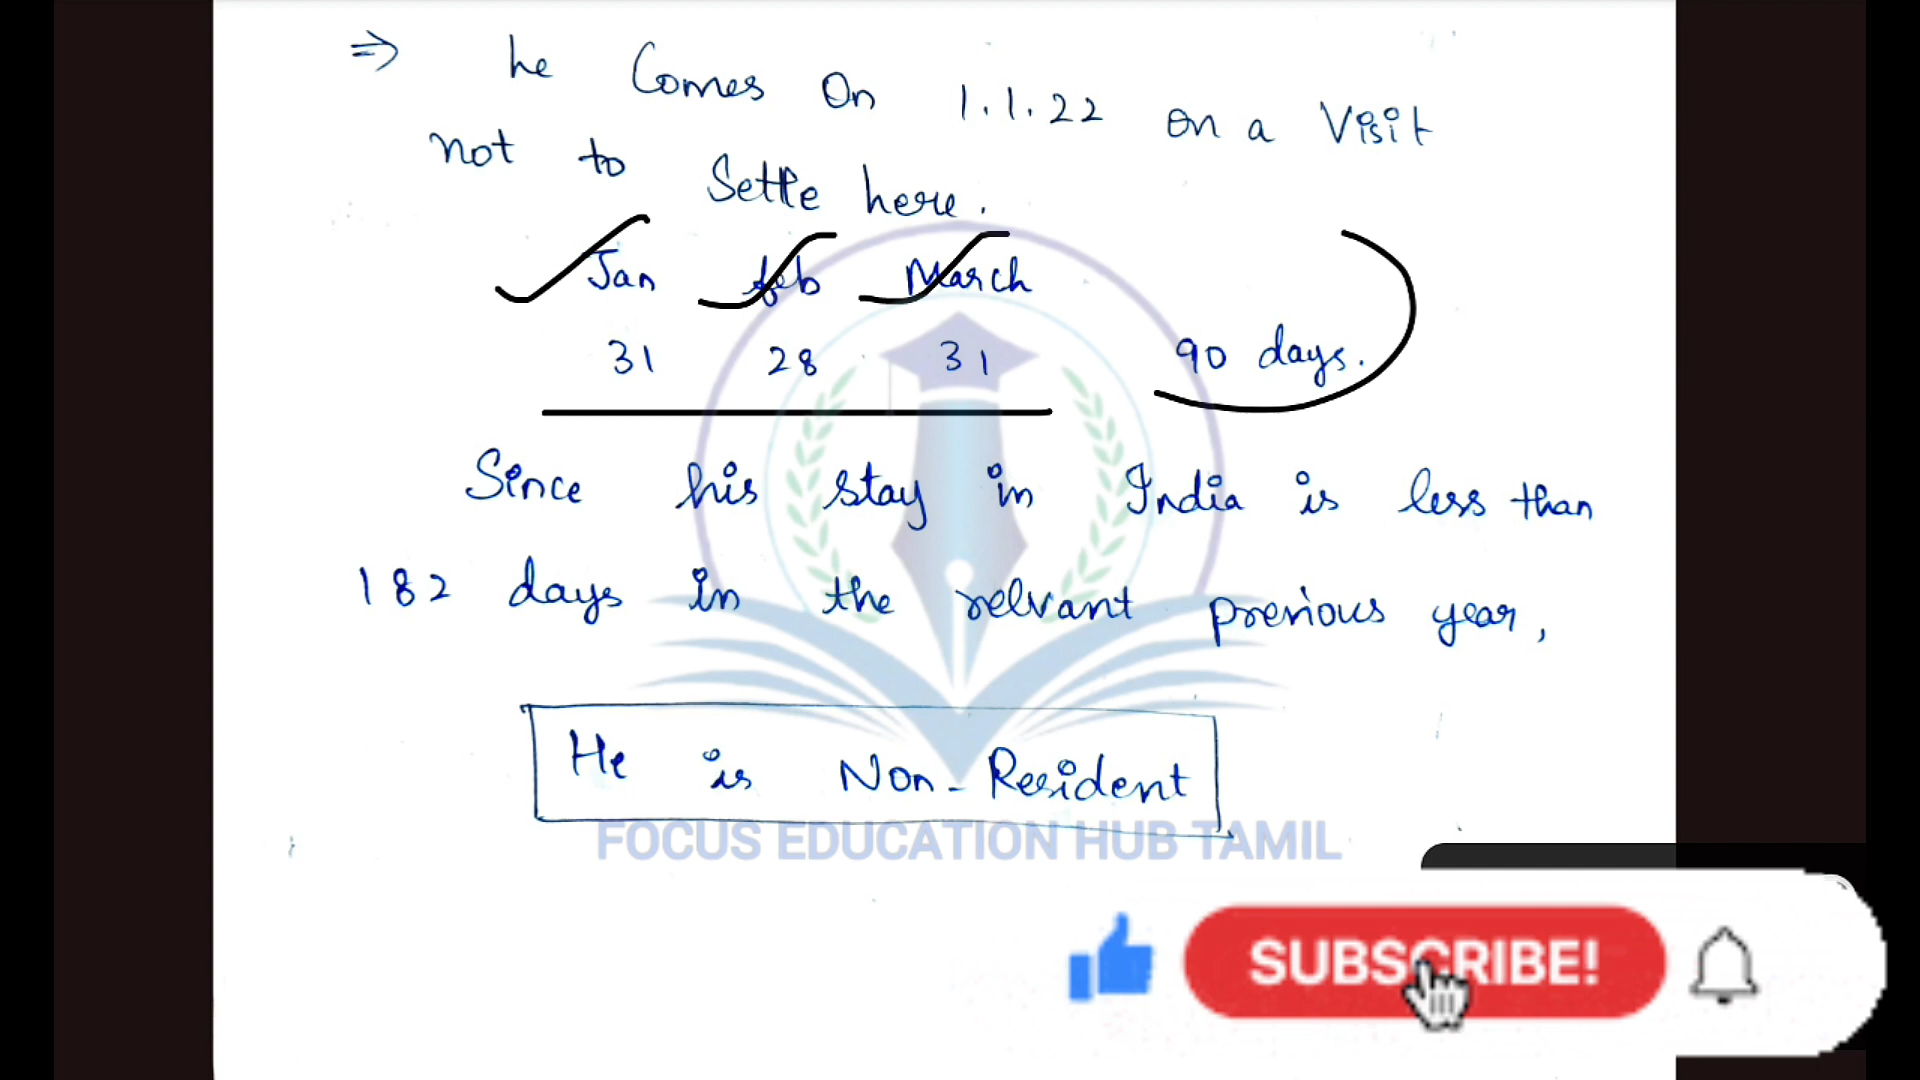 ⇒ he Comes On 1.1.22 on a Visit
not to Settle here.
Jan feb March
31 28 31 90 days.
Since his stay in India is less than
182 days in the relvant previous year,
He is Non-Resident
FOCUS EDUCATION HUB TAMIL
SUBSCRIBE!